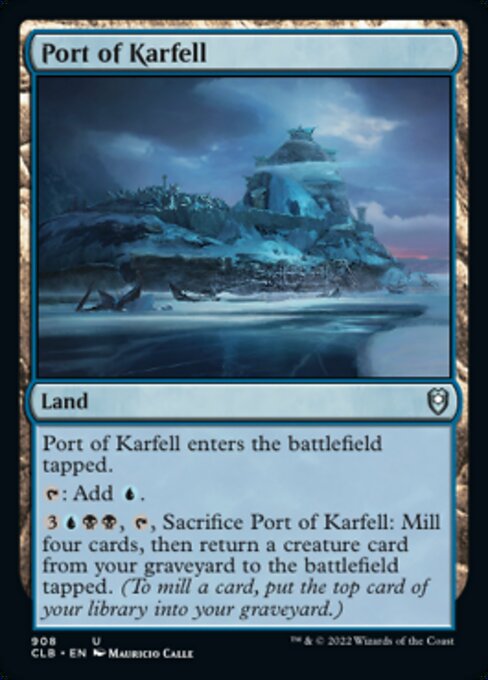 Port of Karfell
Land
Port of Karfell enters the battlefield
tapped.
: Add .
3 , , Sacrifice Port of Karfell: Mill
four cards, then return a creature card
from your graveyard to the battlefield
tapped. (To mill a card, put the top card of
your library into your graveyard.)
908 U
CLB • EN Mauricio Calle
™ & © 2022 Wizards of the Coast